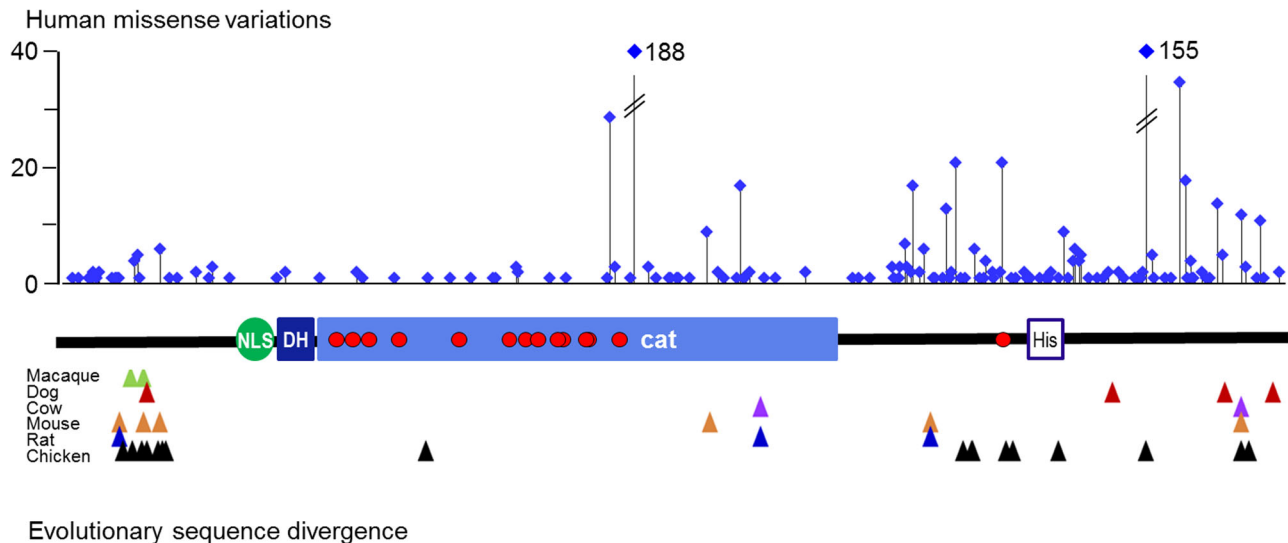 Human missense variations
40
188
155
20
0
NLS DH cat His
Macaque
Dog
Cow
Mouse
Rat
Chicken
Evolutionary sequence divergence